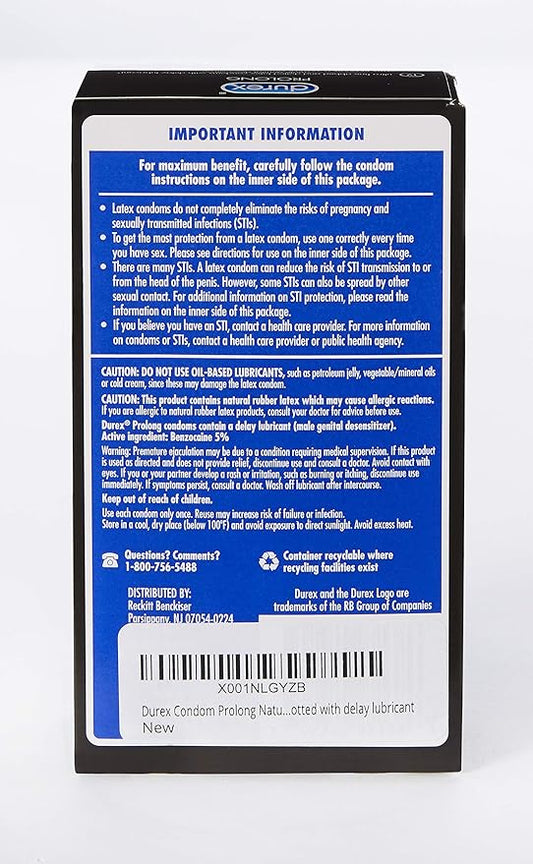 durex
PROLONG
IMPORTANT INFORMATION
For maximum benefit, carefully follow the condom
instructions on the inner side of this package.
• Latex condoms do not completely eliminate the risks of pregnancy and
sexually transmitted infections (STIs).
• To get the most protection from a latex condom, use one correctly every time
you have sex. Please see directions for use on the inner side of this package.
• There are many STIs. A latex condom can reduce the risk of STI transmission to or
from the head of the penis. However, some STIs can also be spread by other
sexual contact. For additional information on STI protection, please read the
information on the inner side of this package.
• If you believe you have an STI, contact a health care provider. For more information
on condoms or STIs, contact a health care provider or public health agency.
CAUTION: DO NOT USE OIL-BASED LUBRICANTS, such as petroleum jelly, vegetable/mineral oils
or cold cream, since these may damage the latex condom.
CAUTION: This product contains natural rubber latex which may cause allergic reactions.
If you are allergic to natural rubber latex products, consult your doctor for advice before use.
Durex® Prolong condoms contain a delay lubricant (male genital desensitizer).
Active ingredient: Benzocaine 5%
Warning: Premature ejaculation may be due to a condition requiring medical supervision. If this product
is used as directed and does not provide relief, discontinue use and consult a doctor. Avoid contact with
eyes. If you or your partner develop a rash or irritation, such as burning or itching, discontinue use
immediately. If symptoms persist, consult a doctor. Wash off lubricant after intercourse.
Keep out of reach of children.
Use each condom only once. Reuse may increase risk of failure or infection.
Store in a cool, dry place (below 100°F) and avoid exposure to direct sunlight. Avoid excess heat.
Questions? Comments?
1-800-756-5488
Container recyclable where
recycling facilities exist
DISTRIBUTED BY:
Reckitt Benckiser
Parsippany, NJ 07054-0224
Durex and the Durex Logo are
trademarks of the RB Group of Companies
X001NLGYZB
Durex Condom Prolong Natu...otted with delay lubricant
New